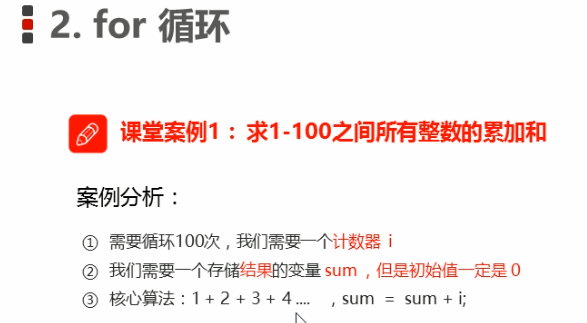 2. for 循环
课堂案例1：求1-100之间所有整数的累加和
案例分析：
① 需要循环100次，我们需要一个计数器 i
② 我们需要一个存储结果的变量 sum ，但是初始值一定是 0
③ 核心算法：1 + 2 + 3 + 4 .... ，sum = sum + i;